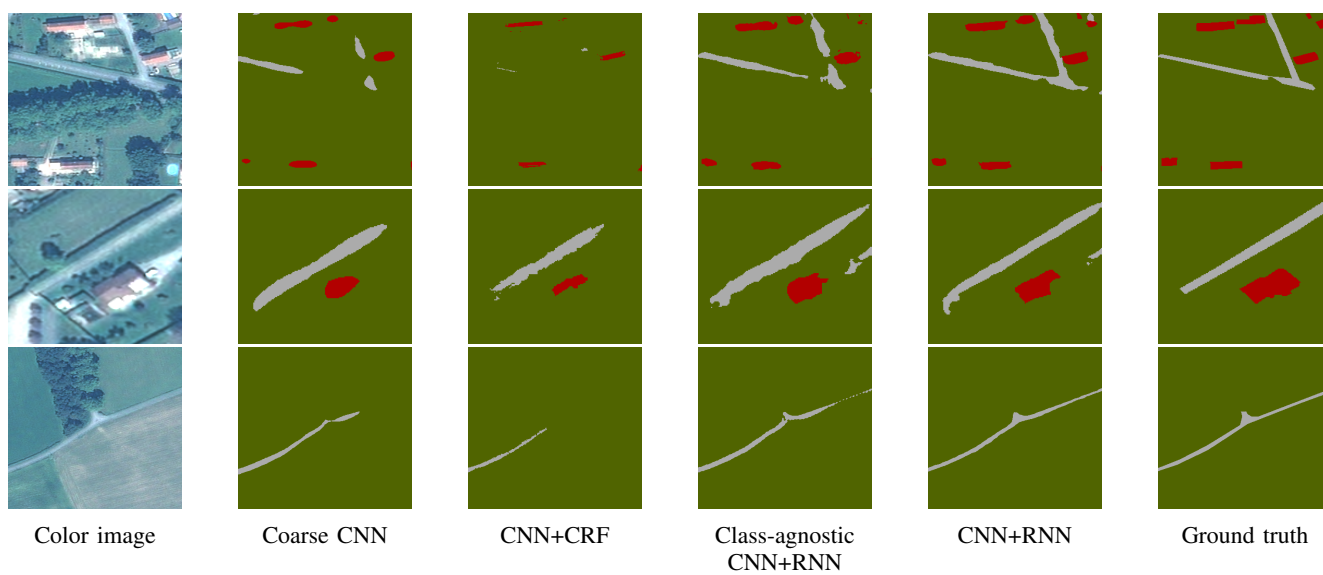 Color image
Coarse CNN
CNN+CRF
Class-agnostic
CNN+RNN
CNN+RNN
Ground truth